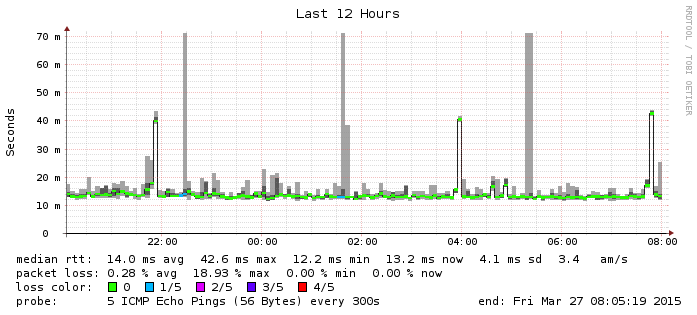 Last 12 Hours
RRDTOOL / TOBI OETIKER
Seconds
70 m
60 m
50 m
40 m
30 m
20 m
10 m
0
22:00 00:00 02:00 04:00 06:00 08:00
median rtt: 14.0 ms avg 42.6 ms max 12.2 ms min 13.2 ms now 4.1 ms sd 3.4 am/s
packet loss: 0.28 % avg 18.93 % max 0.00 % min 0.00 % now
loss color: 0 1/5 2/5 3/5 4/5
probe: 5 ICMP Echo Pings (56 Bytes) every 300s end: Fri Mar 27 08:05:19 2015